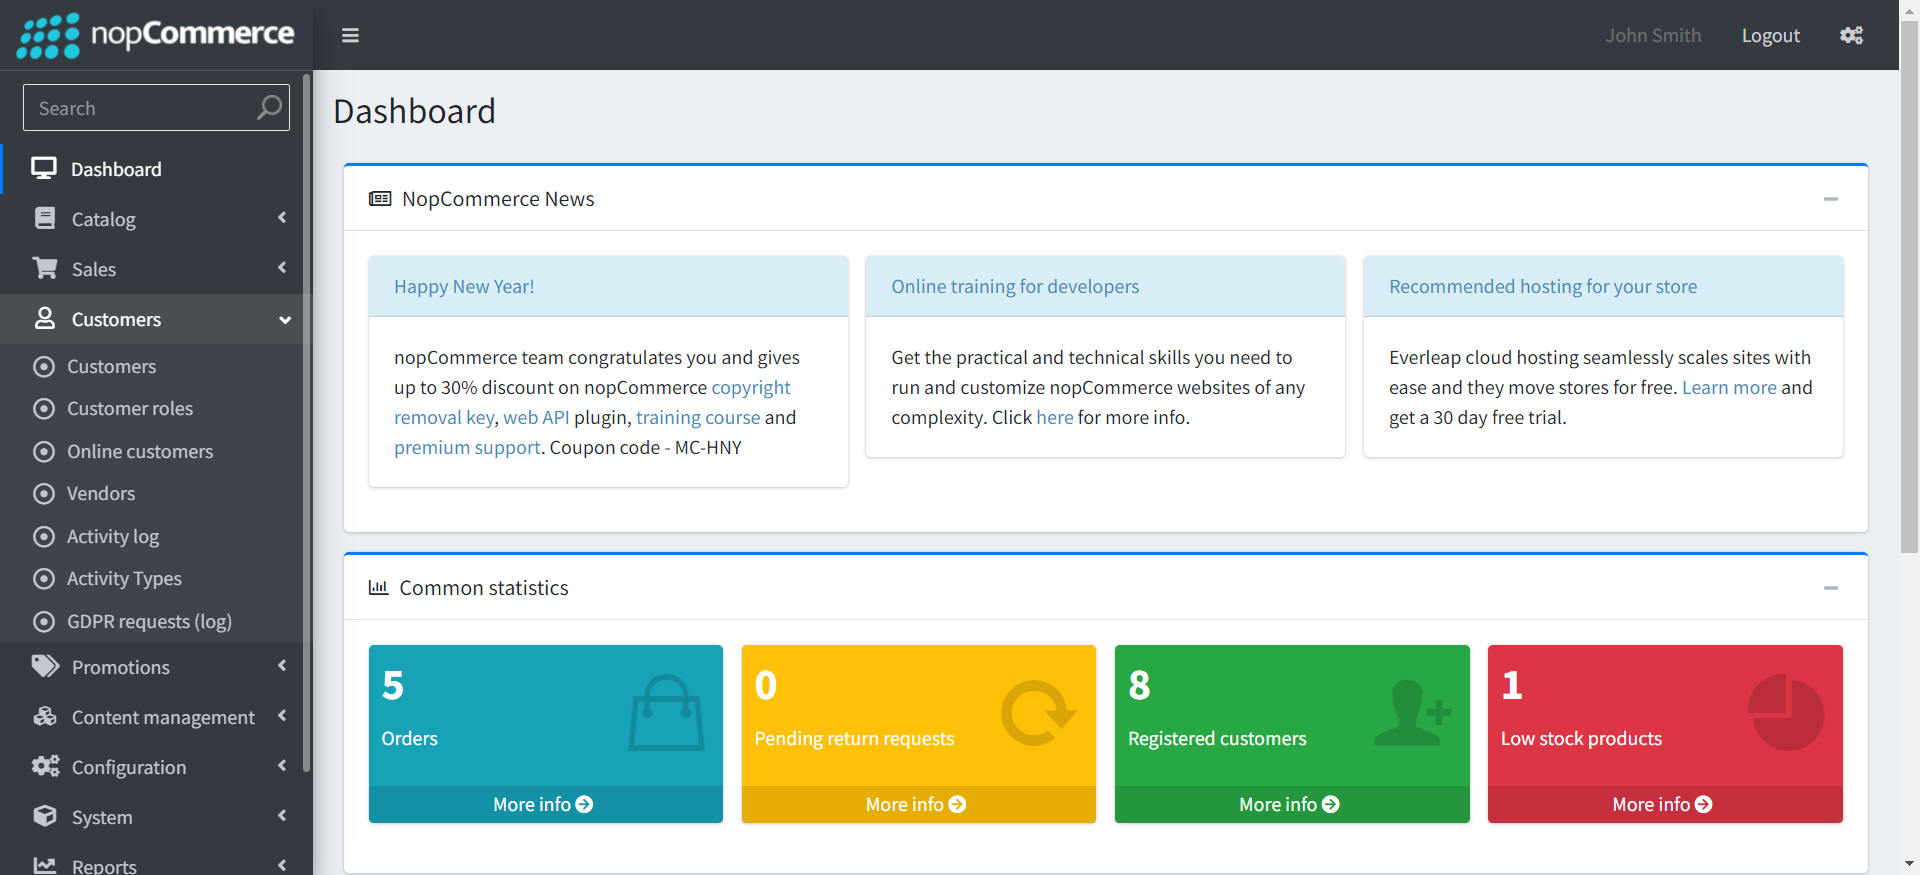 nopCommerce
John Smith
Logout
Search
Dashboard
Catalog
Sales
Customers
Customers
Customer roles
Online customers
Vendors
Activity log
Activity Types
GDPR requests (log)
Promotions
Content management
Configuration
System
Reports
Dashboard
NopCommerce News
Happy New Year!
nopCommerce team congratulates you and gives
up to 30% discount on nopCommerce copyright
removal key, web API plugin, training course and
premium support. Coupon code - MC-HNY
Online training for developers
Get the practical and technical skills you need to
run and customize nopCommerce websites of any
complexity. Click here for more info.
Recommended hosting for your store
Everleap cloud hosting seamlessly scales sites with
ease and they move stores for free. Learn more and
get a 30 day free trial.
Common statistics
5
Orders
More info
0
Pending return requests
More info
8
Registered customers
More info
1
Low stock products
More info